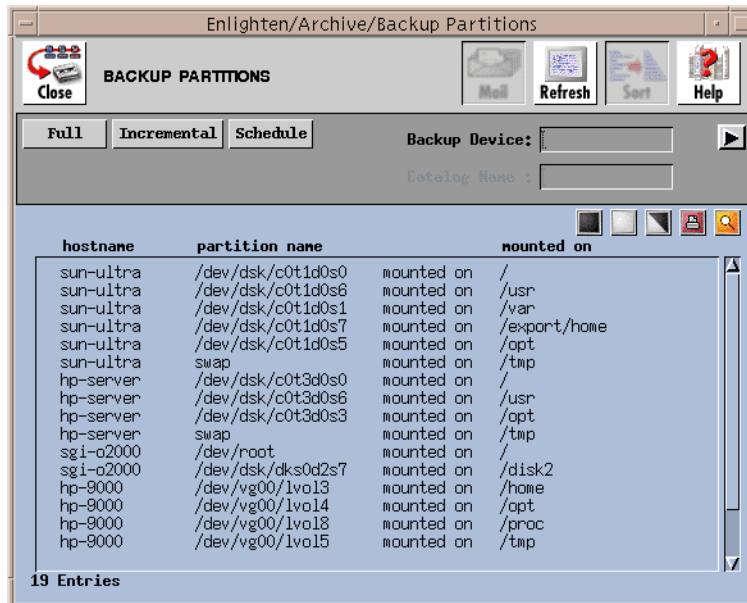 Enlighten/Archive/Backup Partitions
Close
BACKUP PARTITIONS
Mail
Refresh
Sort
Help
Full Incremental Schedule
Backup Device:
Catalog Name :
hostname partition name mounted on
sun-ultra /dev/dsk/c0t1d0s0 mounted on /
sun-ultra /dev/dsk/c0t1d0s6 mounted on /usr
sun-ultra /dev/dsk/c0t1d0s1 mounted on /var
sun-ultra /dev/dsk/c0t1d0s7 mounted on /export/home
sun-ultra /dev/dsk/c0t1d0s5 mounted on /opt
sun-ultra swap mounted on /tmp
hp-server /dev/dsk/c0t3d0s0 mounted on /
hp-server /dev/dsk/c0t3d0s6 mounted on /usr
hp-server /dev/dsk/c0t3d0s3 mounted on /opt
hp-server swap mounted on /tmp
sgi-o2000 /dev/root mounted on /
sgi-o2000 /dev/dsk/dks0d2s7 mounted on /disk2
hp-9000 /dev/vg00/lvol3 mounted on /home
hp-9000 /dev/vg00/lvol4 mounted on /opt
hp-9000 /dev/vg00/lvol8 mounted on /proc
hp-9000 /dev/vg00/lvol5 mounted on /tmp
19 Entries